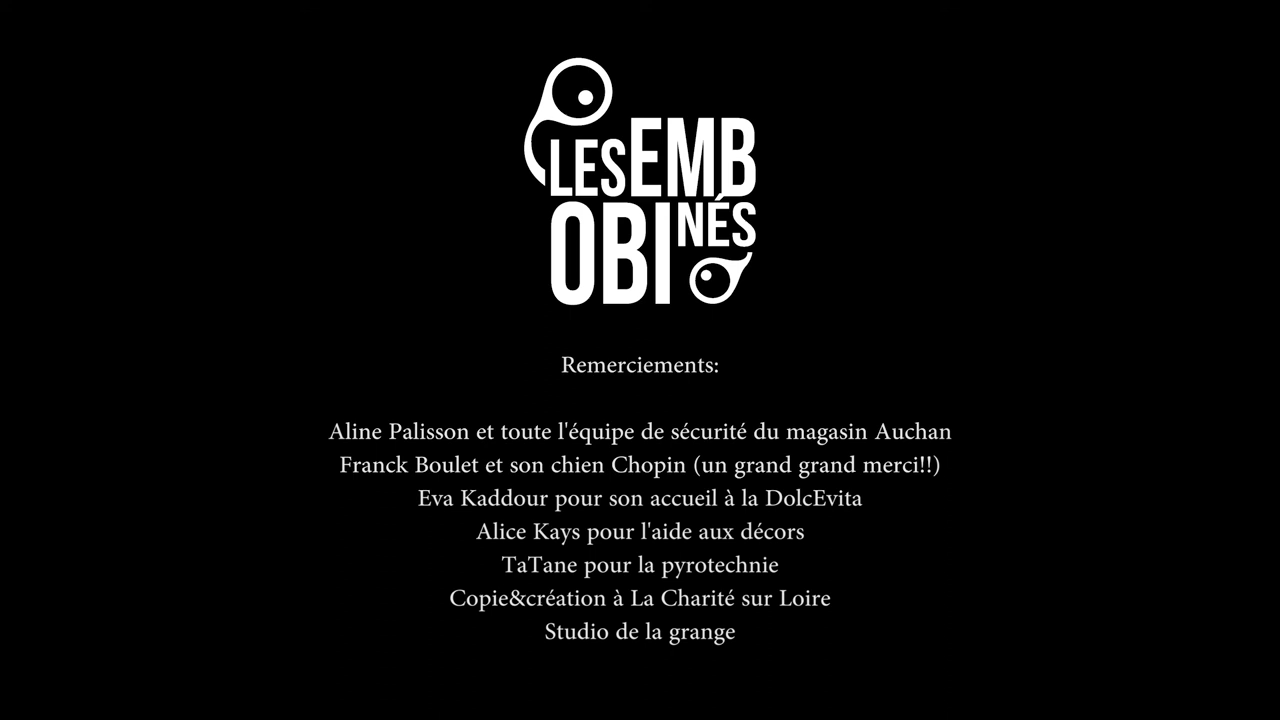 LES EMB
OBINÉS
Remerciements:
Aline Palisson et toute l'équipe de sécurité du magasin Auchan
Franck Boulet et son chien Chopin (un grand grand merci!!)
Eva Kaddour pour son accueil à la DolcEvita
Alice Kays pour l'aide aux décors
TaTane pour la pyrotechnie
Copie&création à La Charité sur Loire
Studio de la grange